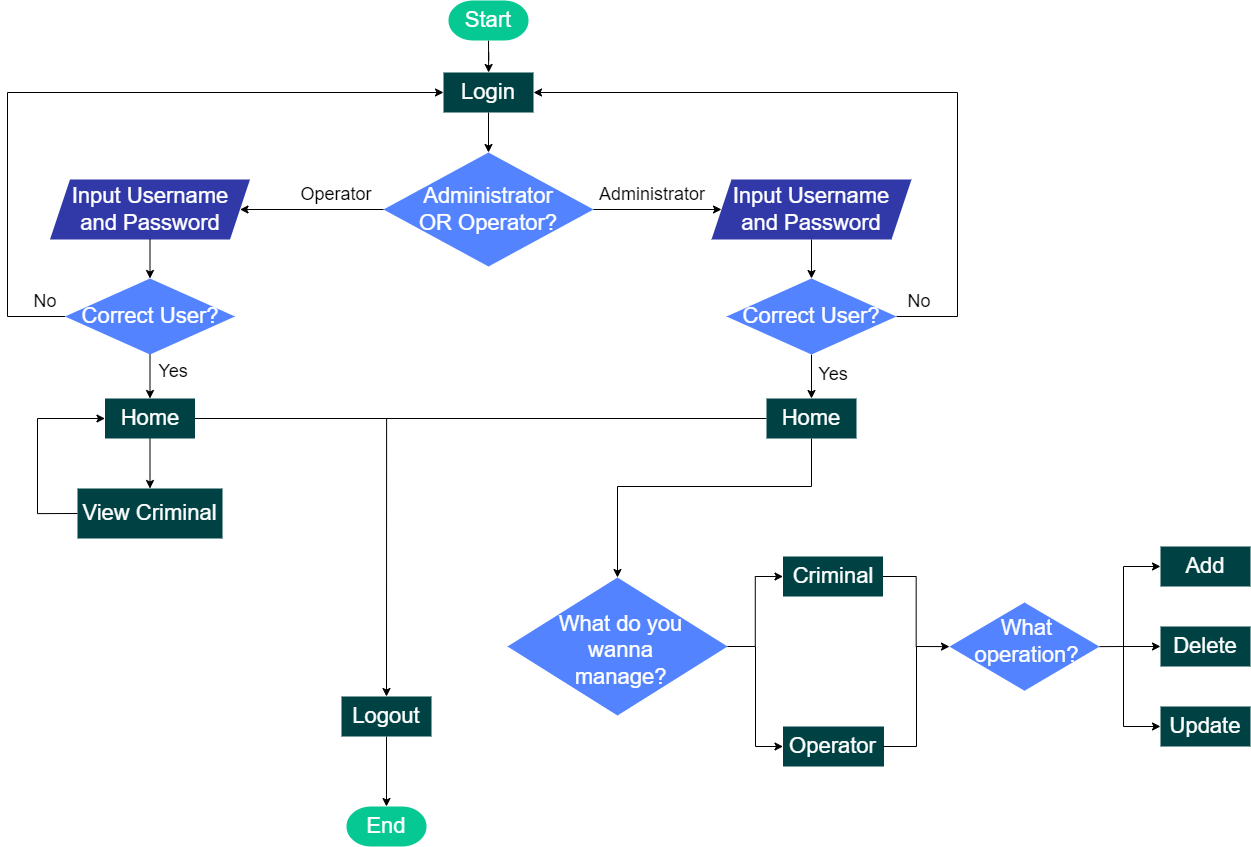 Start
Login
Operator
Administrator
OR Operator?
Administrator
Input Username
and Password
Input Username
and Password
No
Correct User?
Correct User?
No
Yes
Yes
Home
Home
View Criminal
What do you
wanna
manage?
Criminal
Operator
What
operation?
Add
Delete
Update
Logout
End